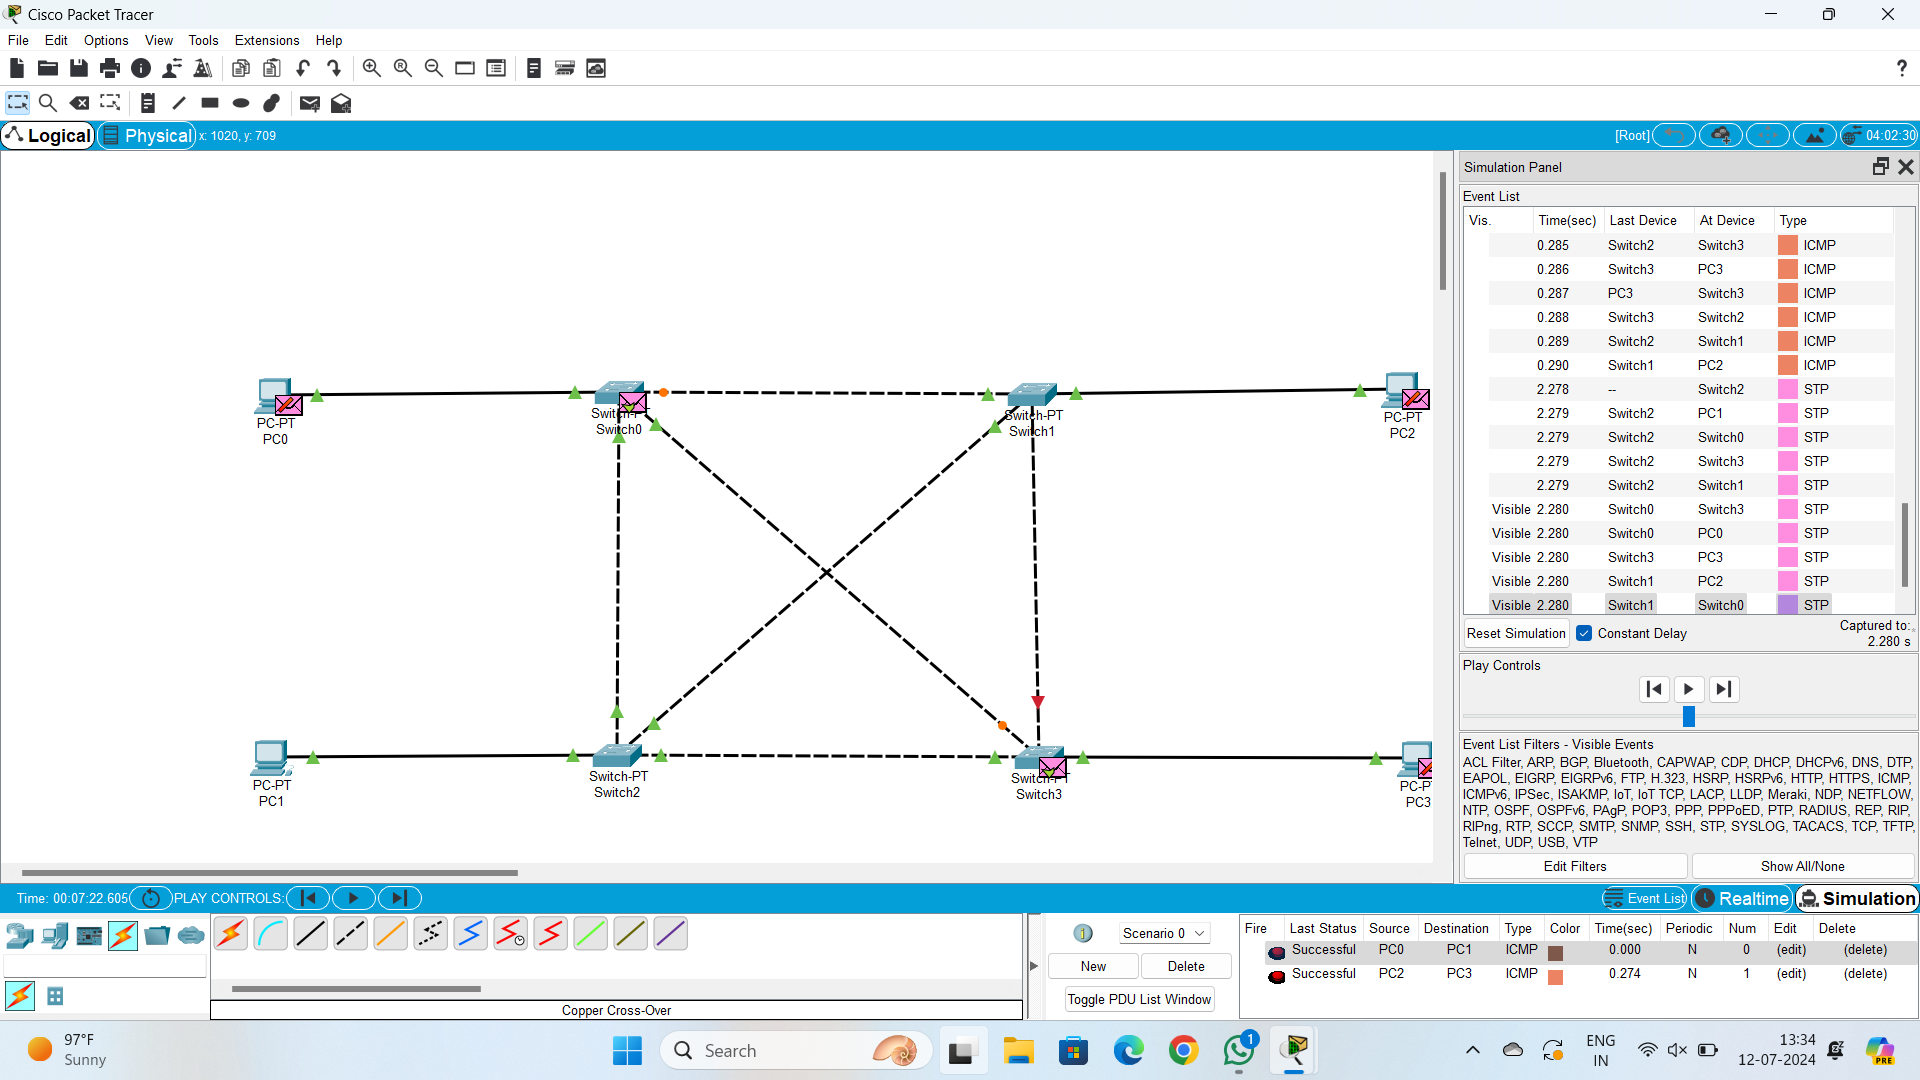 Cisco Packet Tracer
File Edit Options View Tools Extensions Help
Logical Physical x: 1020, y: 709 [Root] 04:02:30
PC-PT
PC0
Switch0
Switch-PT
Switch1
PC-PT
PC2
PC-PT
PC1
Switch-PT
Switch2
Switch3
PC3
Simulation Panel
Event List
Vis. Time(sec) Last Device At Device Type
0.285 Switch2 Switch3 ICMP
0.286 Switch3 PC3 ICMP
0.287 PC3 Switch3 ICMP
0.288 Switch3 Switch2 ICMP
0.289 Switch2 Switch1 ICMP
0.290 Switch1 PC2 ICMP
2.278 -- Switch2 STP
2.279 Switch2 PC1 STP
2.279 Switch2 Switch0 STP
2.279 Switch2 Switch3 STP
2.279 Switch2 Switch1 STP
Visible 2.280 Switch0 Switch3 STP
Visible 2.280 Switch0 PC0 STP
Visible 2.280 Switch3 PC3 STP
Visible 2.280 Switch1 PC2 STP
Visible 2.280 Switch1 Switch0 STP
Reset Simulation Constant Delay Captured to:
2.280 s
Play Controls
Event List Filters - Visible Events
ACL Filter, ARP, BGP, Bluetooth, CAPWAP, CDP, DHCP, DHCPv6, DNS, DTP,
EAPOL, EIGRP, EIGRPv6, FTP, H.323, HSRP, HSRPv6, HTTP, HTTPS, ICMP,
ICMPv6, IPSec, ISAKMP, IoT, IoT TCP, LACP, LLDP, Meraki, NDP, NETFLOW,
NTP, OSPF, OSPFv6, PAgP, POP3, PPP, PPPoED, PTP, RADIUS, REP, RIP,
RIPng, RTP, SCCP, SMTP, SNMP, SSH, STP, SYSLOG, TACACS, TCP, TFTP,
Telnet, UDP, USB, VTP
Edit Filters Show All/None
Time: 00:07:22.605 PLAY CONTROLS: Event List Realtime Simulation
Copper Cross-Over
Scenario 0
New Delete
Toggle PDU List Window
Fire Last Status Source Destination Type Color Time(sec) Periodic Num Edit Delete
Successful PC0 PC1 ICMP 0.000 N 0 (edit) (delete)
Successful PC2 PC3 ICMP 0.274 N 1 (edit) (delete)
97°F
Sunny
Search
1
ENG
IN
13:34
12-07-2024
PRE